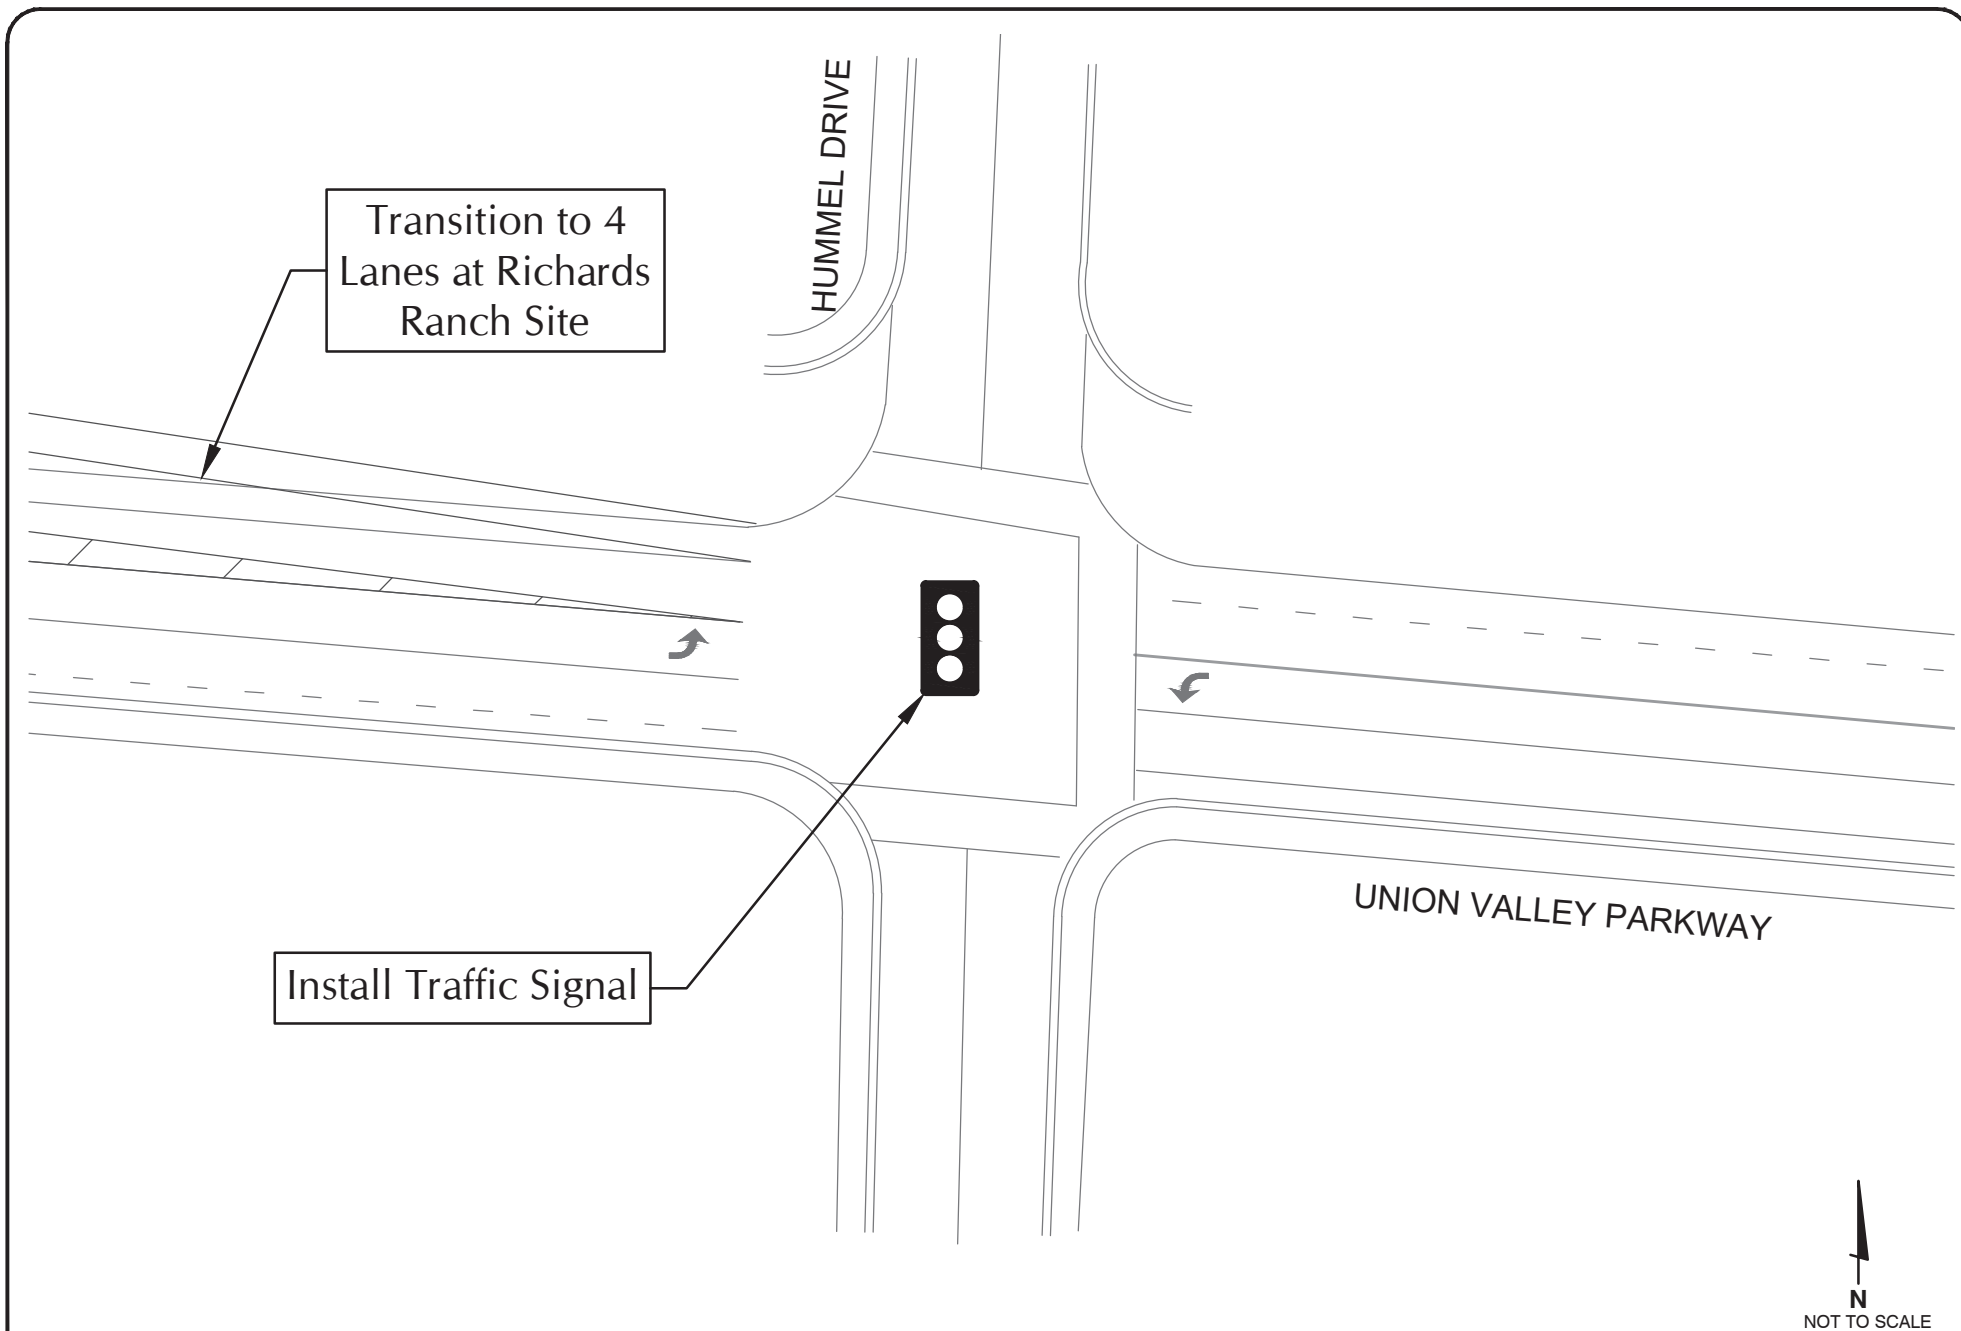 HUMMEL DRIVE
Transition to 4
Lanes at Richards
Ranch Site
Install Traffic Signal
UNION VALLEY PARKWAY
N
NOT TO SCALE